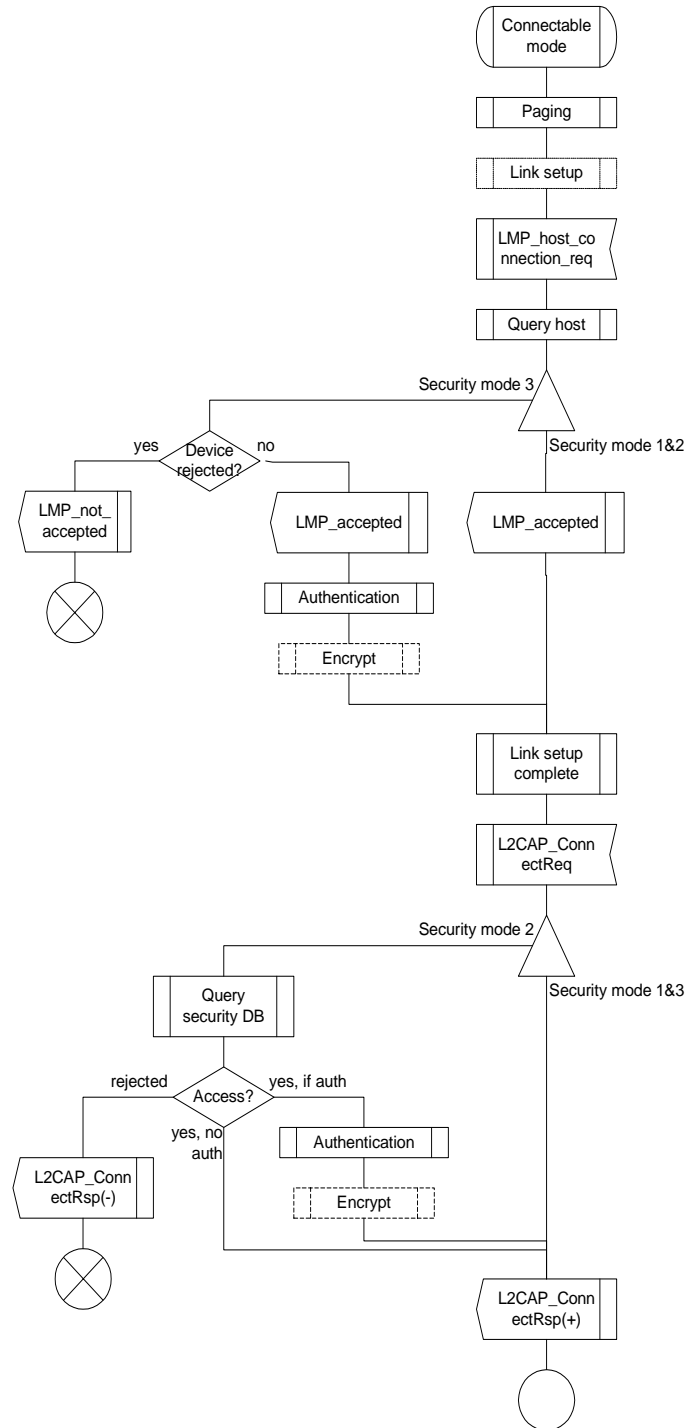 Connectable
mode
Paging
Link setup
LMP_host_co
nnection_req
Query host
Security mode 3
Security mode 1&2
yes
Device
rejected?
no
LMP_not_
accepted
LMP_accepted
LMP_accepted
Authentication
Encrypt
Link setup
complete
L2CAP_Conn
ectReq
Security mode 2
Security mode 1&3
Query
security DB
rejected
Access?
yes, if auth
yes, no
auth
Authentication
L2CAP_Conn
ectRsp(-)
Encrypt
L2CAP_Conn
ectRsp(+)